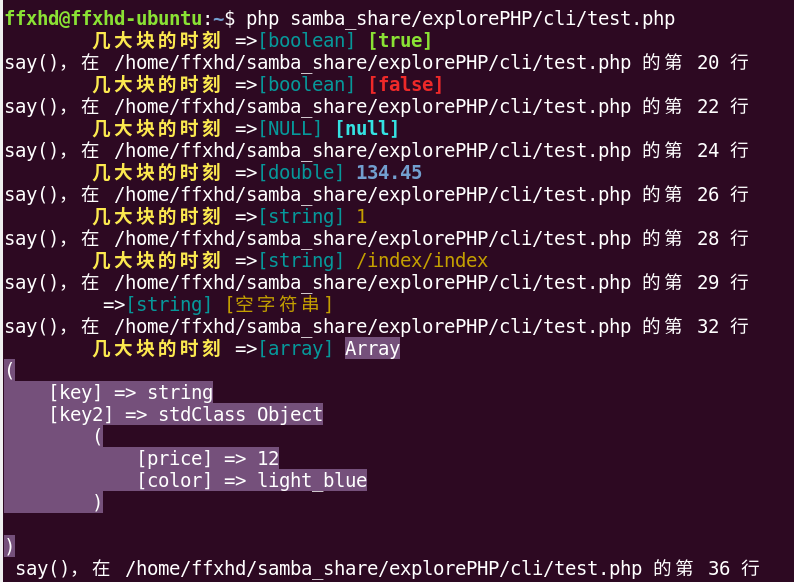 ffxhd@ffxhd-ubuntu:~$ php samba_share/explorePHP/cli/test.php
        几大块的时刻 =>[boolean] [true]
say(), 在 /home/ffxhd/samba_share/explorePHP/cli/test.php 的第 20 行
        几大块的时刻 =>[boolean] [false]
say(), 在 /home/ffxhd/samba_share/explorePHP/cli/test.php 的第 22 行
        几大块的时刻 =>[NULL] [null]
say(), 在 /home/ffxhd/samba_share/explorePHP/cli/test.php 的第 24 行
        几大块的时刻 =>[double] 134.45
say(), 在 /home/ffxhd/samba_share/explorePHP/cli/test.php 的第 26 行
        几大块的时刻 =>[string] 1
say(), 在 /home/ffxhd/samba_share/explorePHP/cli/test.php 的第 28 行
        几大块的时刻 =>[string] /index/index
say(), 在 /home/ffxhd/samba_share/explorePHP/cli/test.php 的第 29 行
         =>[string] [空字符串]
say(), 在 /home/ffxhd/samba_share/explorePHP/cli/test.php 的第 32 行
        几大块的时刻 =>[array] Array
(
    [key] => string
    [key2] => stdClass Object
        (
            [price] => 12
            [color] => light_blue
        )

)
 say(), 在 /home/ffxhd/samba_share/explorePHP/cli/test.php 的第 36 行